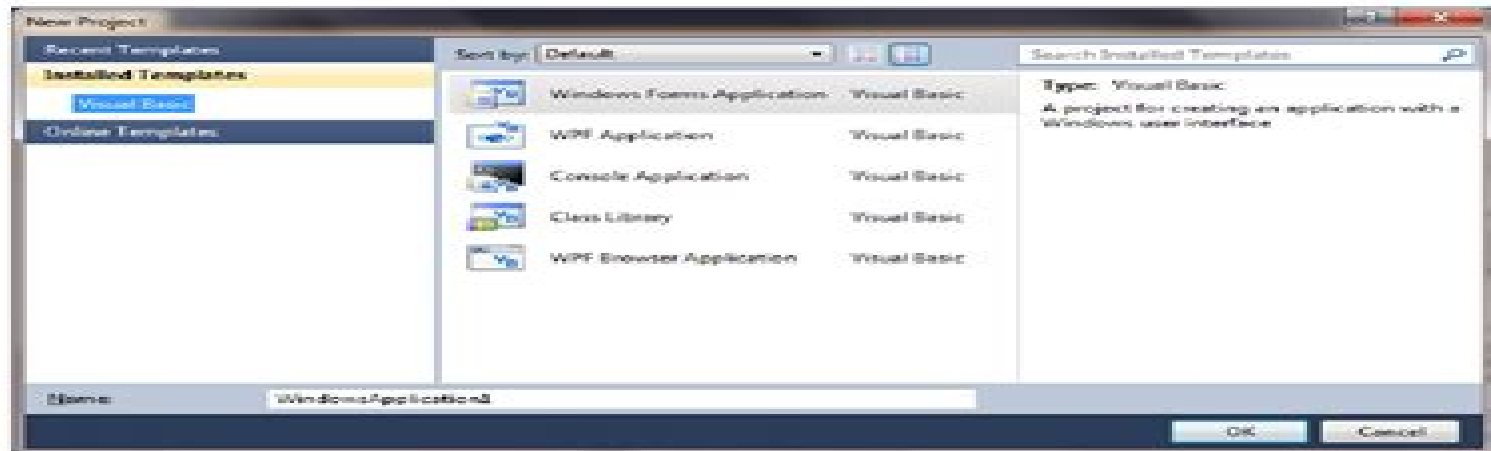 New Project
Recent Templates
Installed Templates
Visual Basic
Online Templates
Sort by: Default
Windows Forms Application Visual Basic
WPF Application Visual Basic
Console Application Visual Basic
Class Library Visual Basic
WPF Browser Application Visual Basic
Search Installed Templates
Type: Visual Basic
A project for creating an application with a
Windows user interface
Name:
OK Cancel